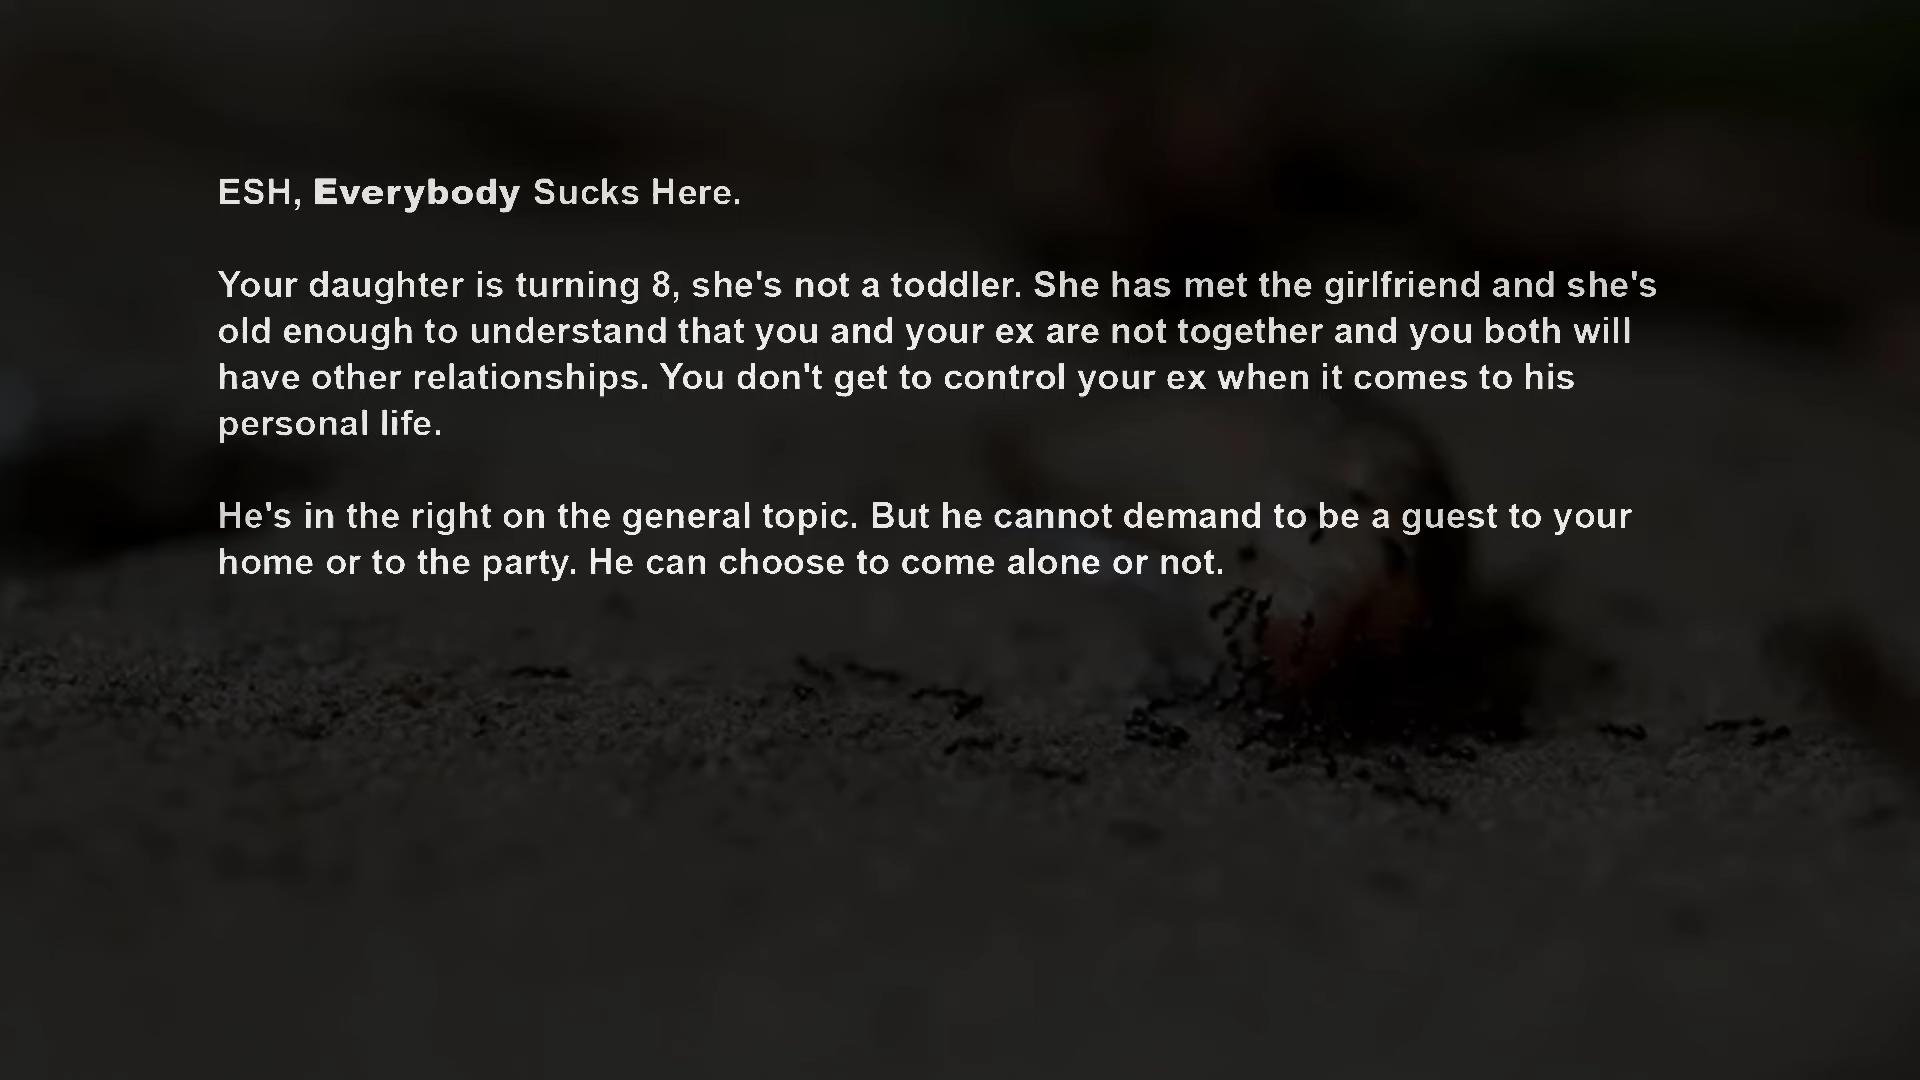 ESH, Everybody Sucks Here.
Your daughter is turning 8, she's not a toddler. She has met the girlfriend and she's
old enough to understand that you and your ex are not together and you both will
have other relationships. You don't get to control your ex when it comes to his
personal life.
He's in the right on the general topic. But he cannot demand to be a guest to your
home or to the party. He can choose to come alone or not.